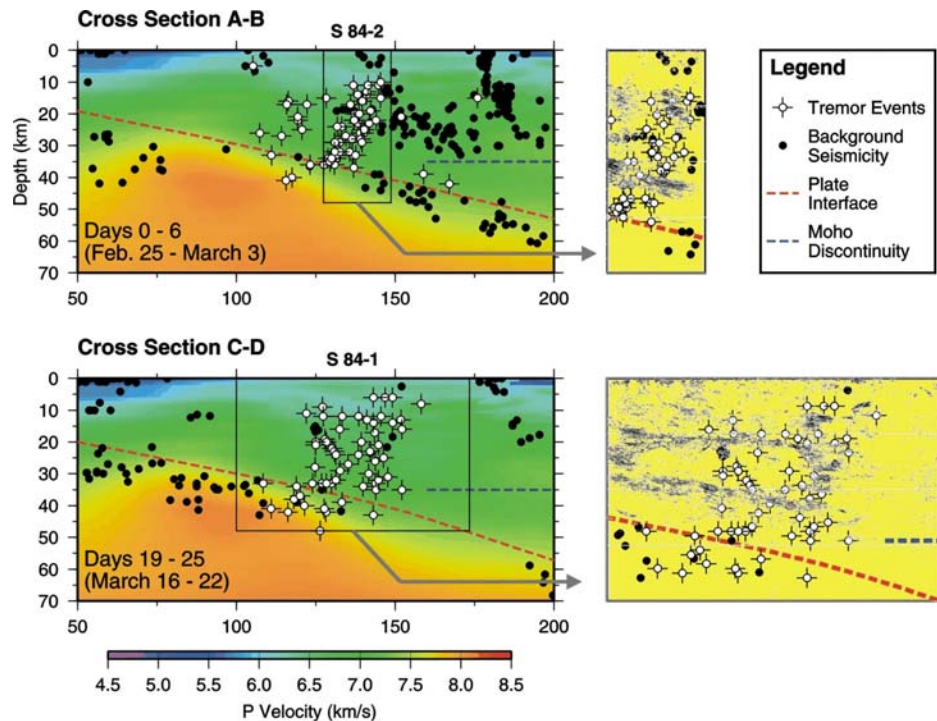 Cross Section A-B
S 84-2
0
10
20
30
40
50
60
70
Depth (km)
Days 0 - 6
(Feb. 25 - March 3)
50
100
150
200
Legend
Tremor Events
Background
Seismicity
Plate
Interface
Moho
Discontinuity
Cross Section C-D
S 84-1
0
10
20
30
40
50
60
70
Days 19 - 25
(March 16 - 22)
50
100
150
200
4.5 5.0 5.5 6.0 6.5 7.0 7.5 8.0 8.5
P Velocity (km/s)